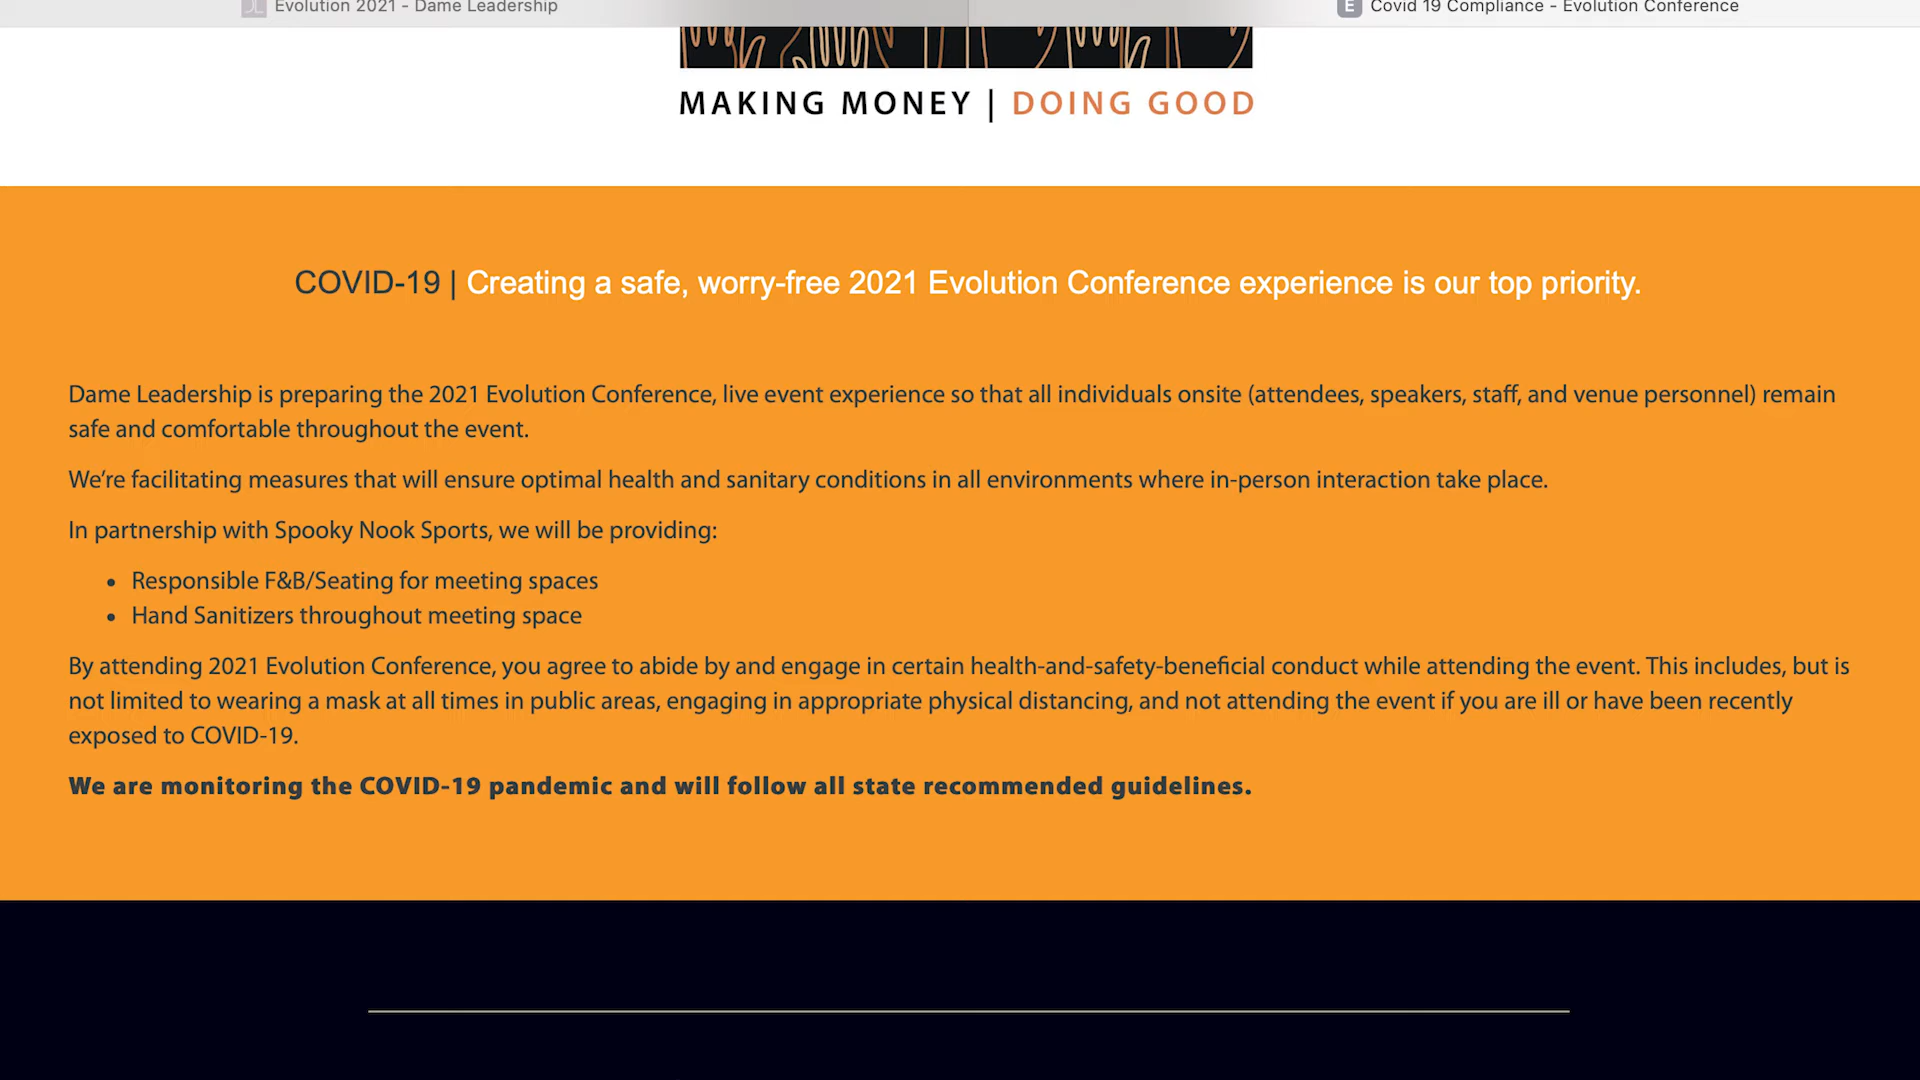 Evolution 2021 - Dame Leadership
E Covid 19 Compliance - Evolution Conference
MAKING MONEY | DOING GOOD
COVID-19 | Creating a safe, worry-free 2021 Evolution Conference experience is our top priority.
Dame Leadership is preparing the 2021 Evolution Conference, live event experience so that all individuals onsite (attendees, speakers, staff, and venue personnel) remain
safe and comfortable throughout the event.
We’re facilitating measures that will ensure optimal health and sanitary conditions in all environments where in-person interaction take place.
In partnership with Spooky Nook Sports, we will be providing:
• Responsible F&B/Seating for meeting spaces
• Hand Sanitizers throughout meeting space
By attending 2021 Evolution Conference, you agree to abide by and engage in certain health-and-safety-beneficial conduct while attending the event. This includes, but is
not limited to wearing a mask at all times in public areas, engaging in appropriate physical distancing, and not attending the event if you are ill or have been recently
exposed to COVID-19.
We are monitoring the COVID-19 pandemic and will follow all state recommended guidelines.